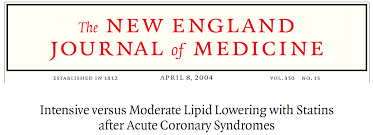 The NEW ENGLAND
JOURNAL of MEDICINE
ESTABLISHED IN 1812 APRIL 8, 2004 VOL. 350 NO. 15
Intensive versus Moderate Lipid Lowering with Statins
after Acute Coronary Syndromes